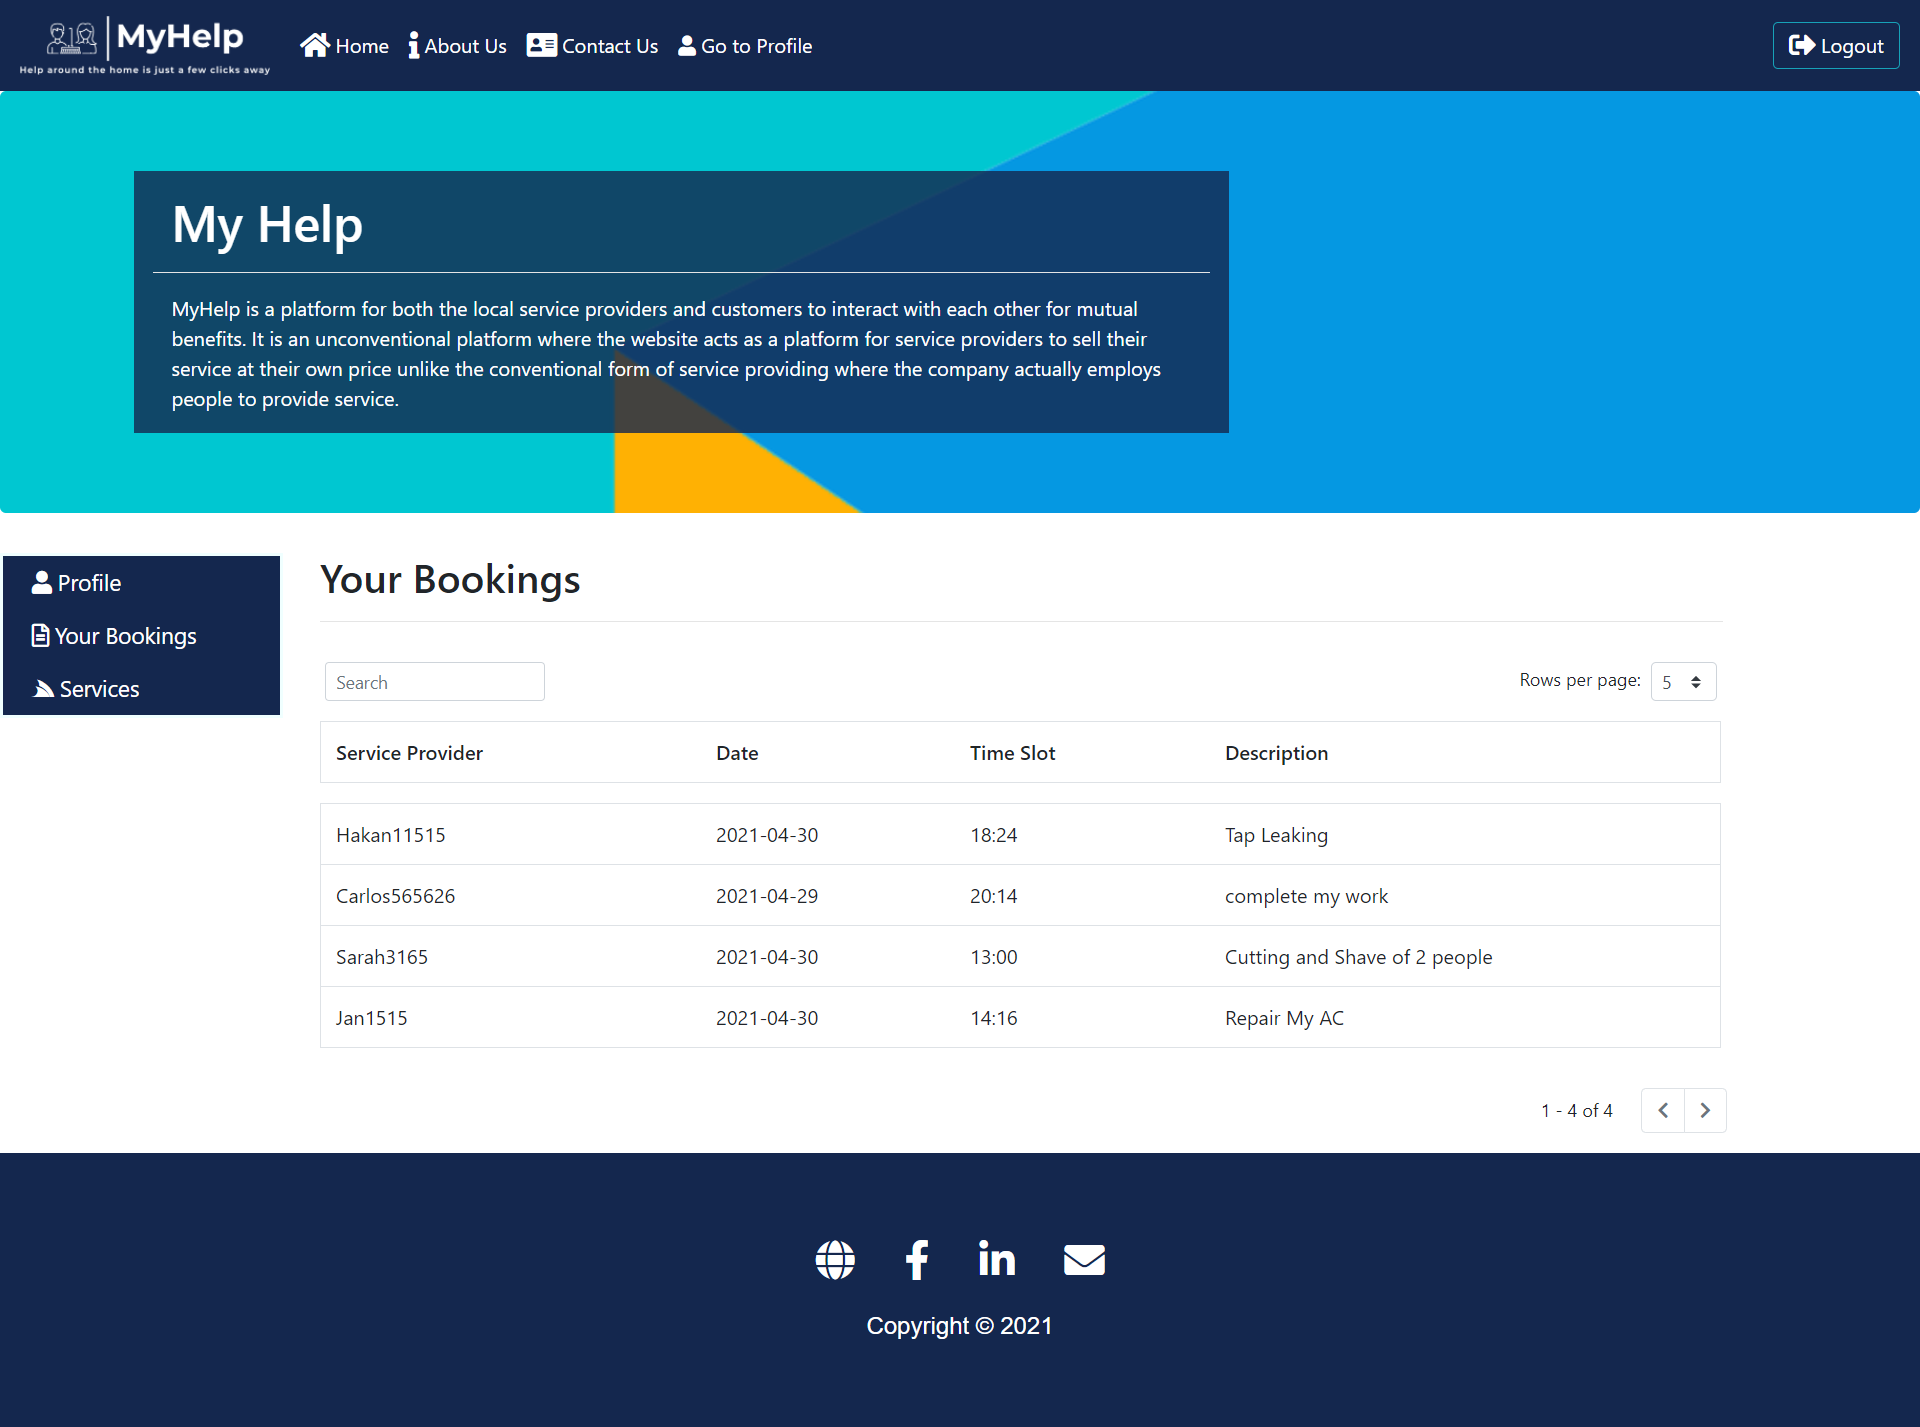 MyHelp
Help around the home is just a few clicks away
Home About Us Contact Us Go to Profile Logout
My Help
MyHelp is a platform for both the local service providers and customers to interact with each other for mutual
benefits. It is an unconventional platform where the website acts as a platform for service providers to sell their
service at their own price unlike the conventional form of service providing where the company actually employs
people to provide service.
Profile
Your Bookings
Services
Your Bookings
Search Rows per page: 5
Service Provider Date Time Slot Description
Hakan11515 2021-04-30 18:24 Tap Leaking
Carlos565626 2021-04-29 20:14 complete my work
Sarah3165 2021-04-30 13:00 Cutting and Shave of 2 people
Jan1515 2021-04-30 14:16 Repair My AC
1 - 4 of 4
Copyright © 2021